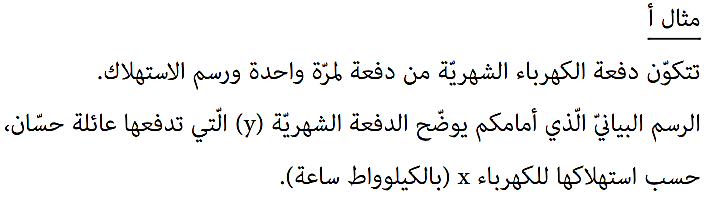 مثال أ
تتكوّن دفعة الكهرباء الشهريّة من دفعة لمرّة واحدة ورسم الاستهلاك.
الرسم البيانيّ الّذي أمامكم يوضّح الدفعة الشهريّة (y) الّتي تدفعها عائلة حسّان،
حسب استهلاكها للكهرباء x (بالكيلوواط ساعة).